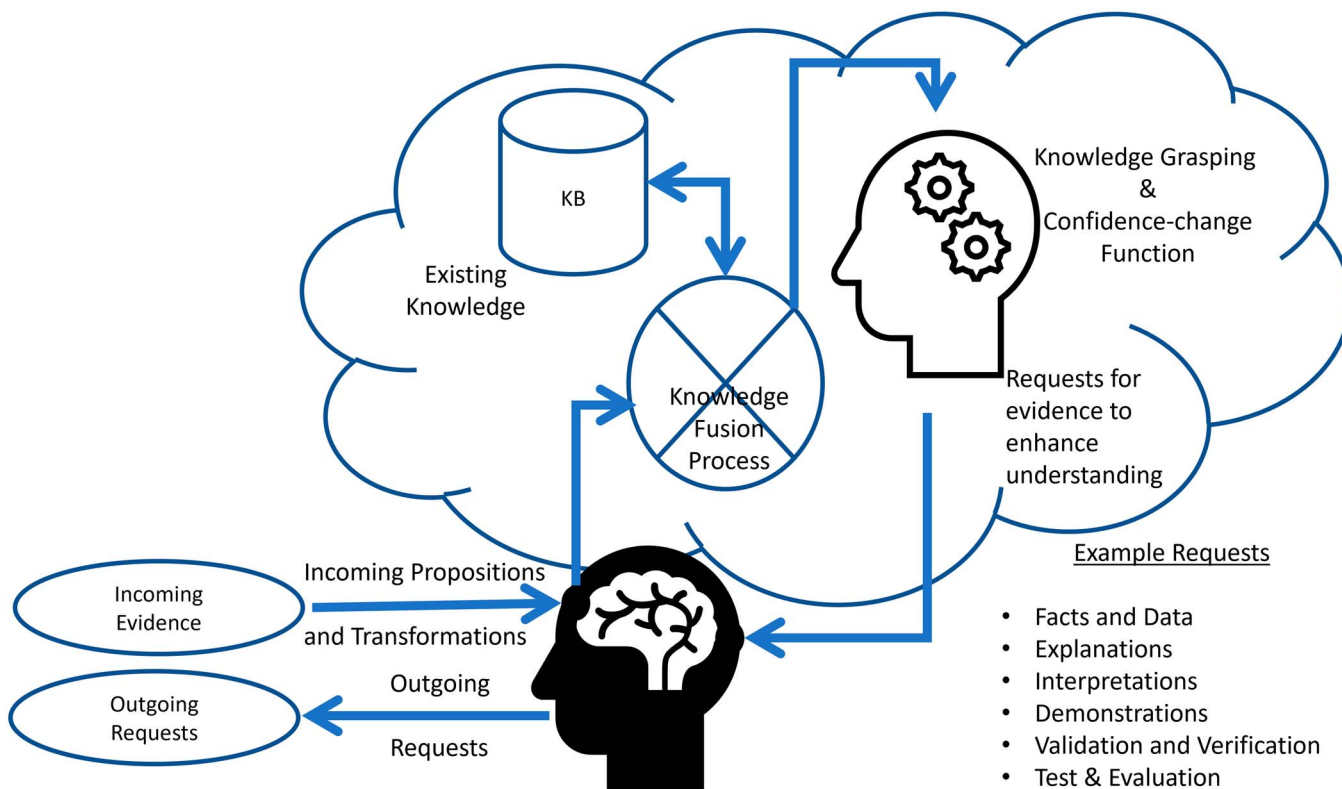 KB
Existing
Knowledge
Knowledge Grasping
&
Confidence-change
Function
Knowledge
Fusion
Process
Requests for
evidence to
enhance
understanding
Incoming
Evidence
Incoming Propositions
and Transformations
Outgoing
Requests
Outgoing
Requests
Example Requests
• Facts and Data
• Explanations
• Interpretations
• Demonstrations
• Validation and Verification
• Test & Evaluation